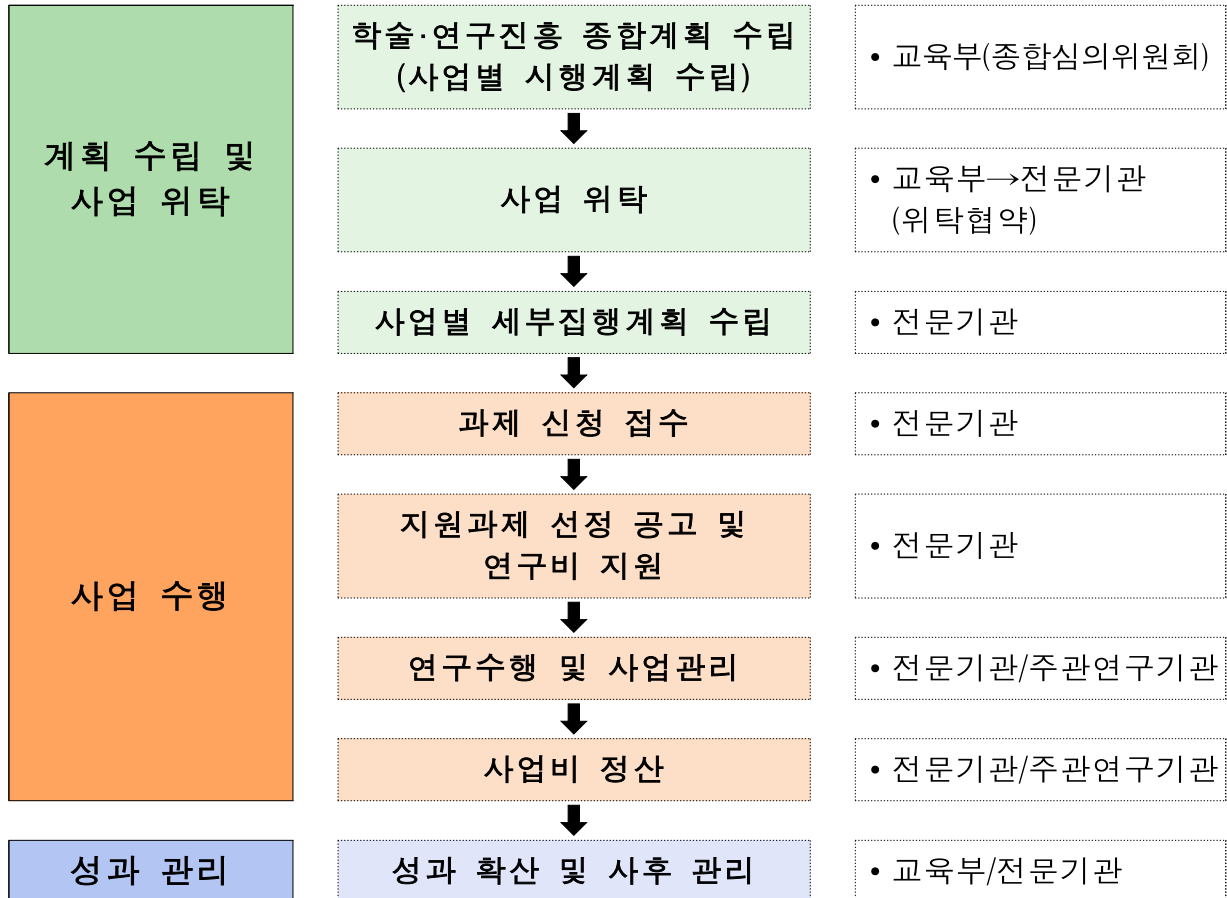 계획 수립 및
사업 위탁
학술·연구진흥 종합계획 수립
(사업별 시행계획 수립)
• 교육부(종합심의위원회)
사업 위탁
• 교육부→전문기관
(위탁협약)
사업별 세부집행계획 수립
• 전문기관
사업 수행
과제 신청 접수
• 전문기관
지원과제 선정 공고 및
연구비 지원
• 전문기관
연구수행 및 사업관리
• 전문기관/주관연구기관
사업비 정산
• 전문기관/주관연구기관
성과 관리
성과 확산 및 사후 관리
• 교육부/전문기관